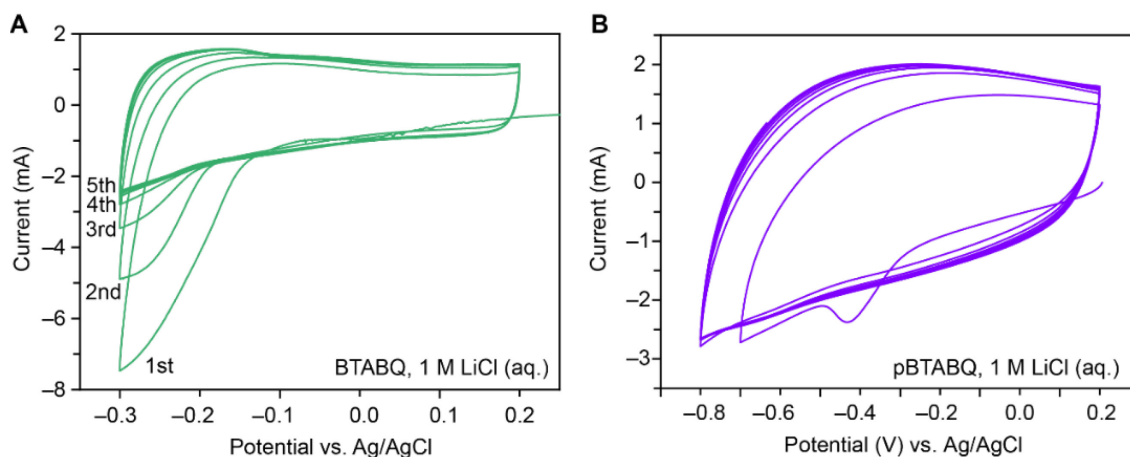 A
2
0
−2
−4
−6
−8
Current (mA)
5th
4th
3rd
2nd
1st
BTABQ, 1 M LiCl (aq.)
−0.3
−0.2
−0.1
0.0
0.1
0.2
Potential vs. Ag/AgCl
B
2
1
0
−1
−2
−3
Current (mA)
pBTABQ, 1 M LiCl (aq.)
−0.8
−0.7
−0.6
−0.4
−0.2
0.0
0.2
Potential (V) vs. Ag/AgCl